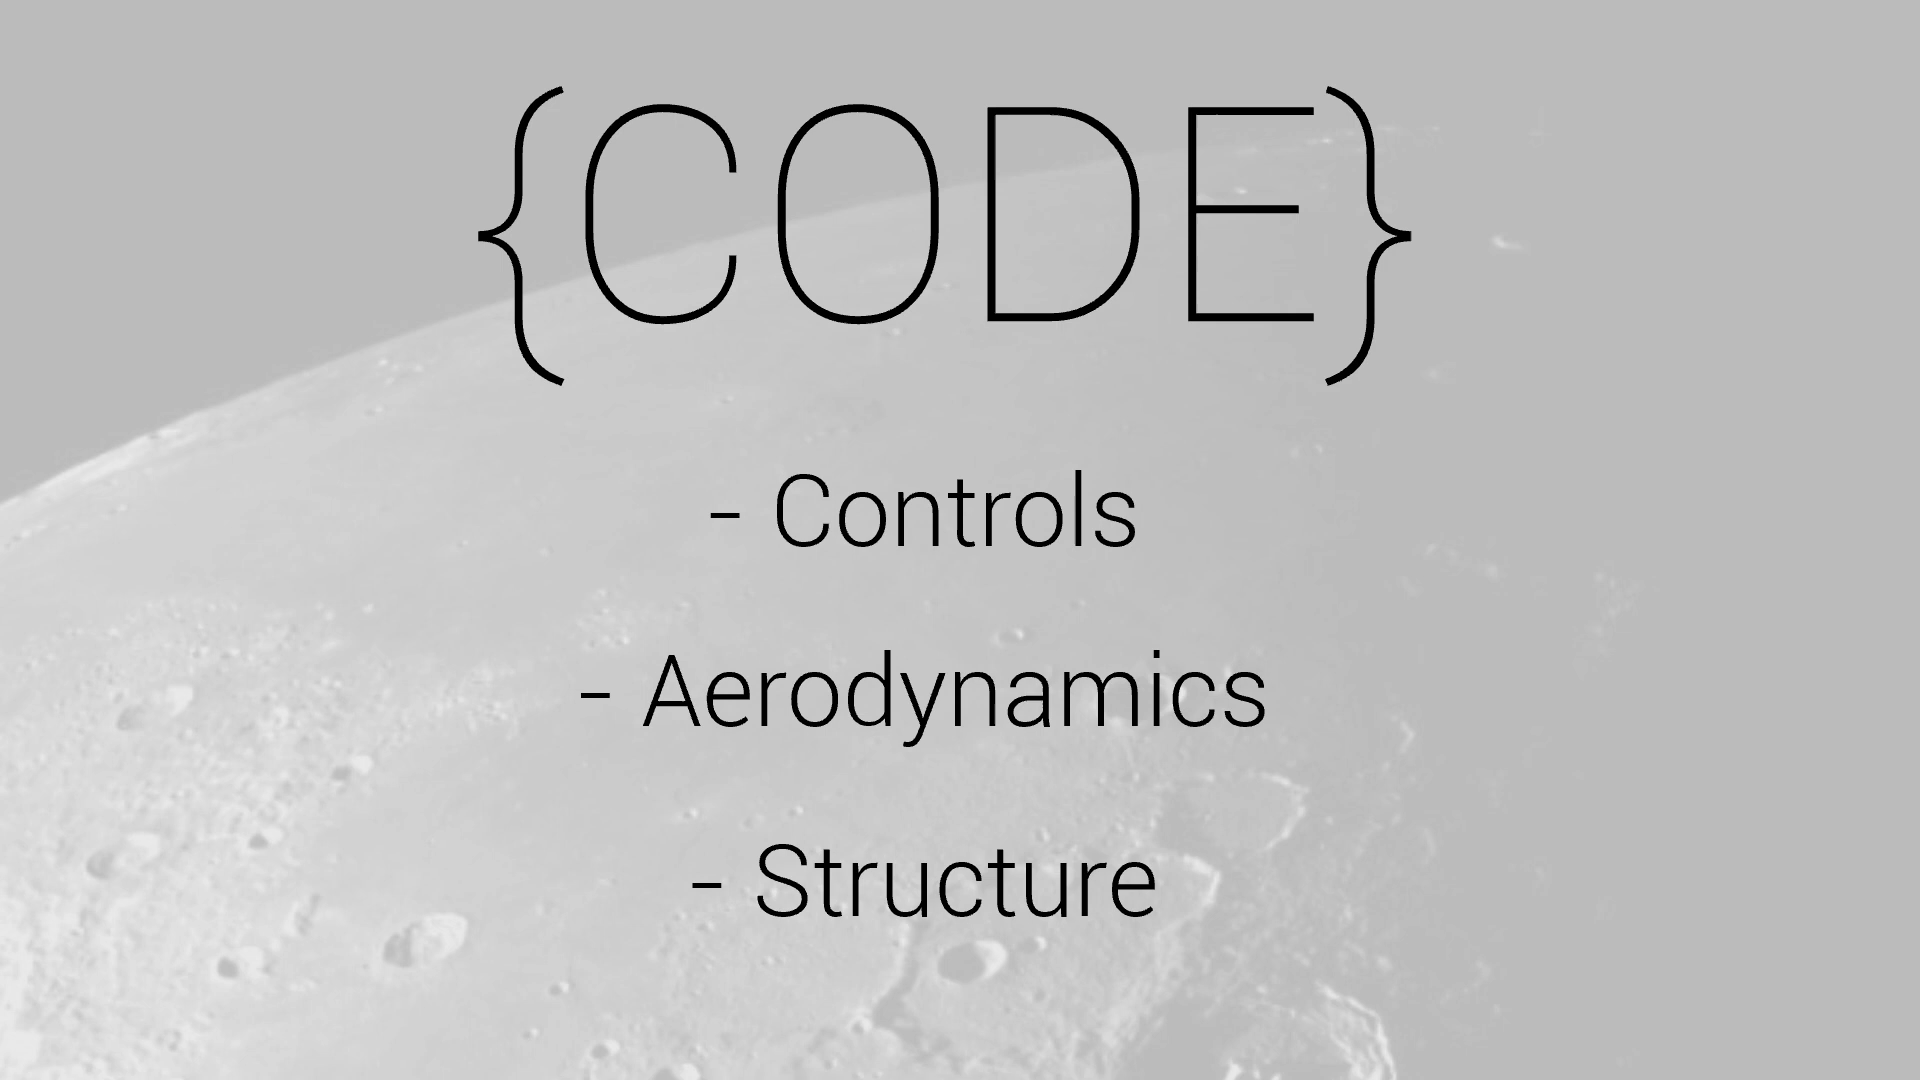 {CODE}
- Controls
- Aerodynamics
- Structure